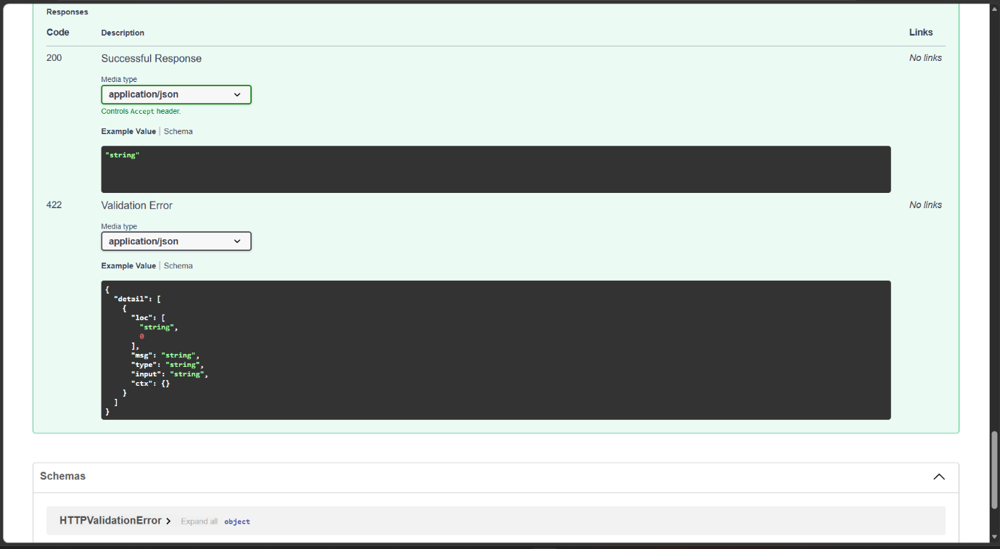 Responses
Code Description Links
200 Successful Response No links
Media type
application/json
Controls Accept header.
Example Value | Schema
"string"
422 Validation Error No links
Media type
application/json
Example Value | Schema
{
  "detail": [
    {
      "loc": [
        "string",
        0
      ],
      "msg": "string",
      "type": "string",
      "input": "string",
      "ctx": {}
    }
  ]
}
Schemas
HTTPValidationError Expand all object